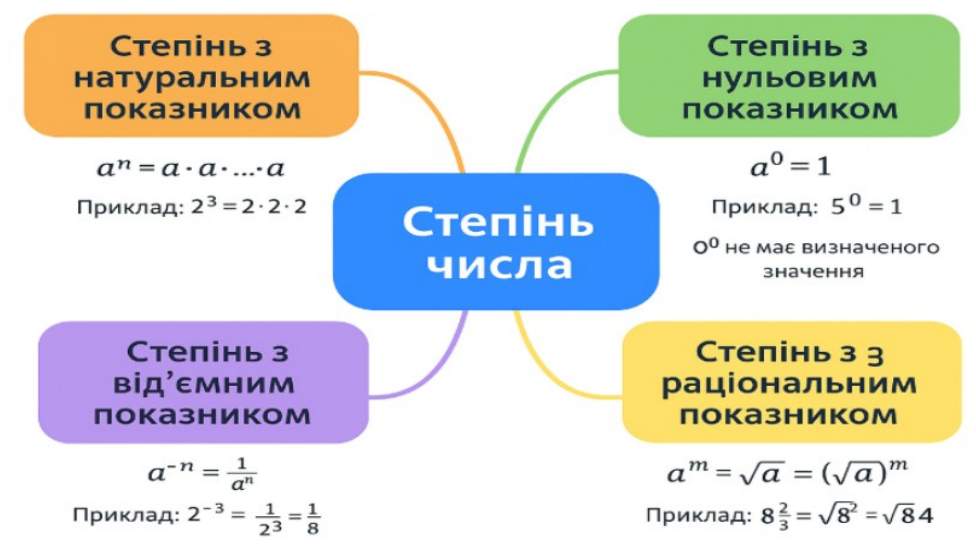 Степінь з
натуральним
показником
aⁿ = a · a · ... · a
Приклад: 2³ = 2 · 2 · 2
Степінь з
нульовим
показником
a⁰ = 1
Приклад: 5⁰ = 1
0⁰ не має визначеного
значення
Степінь
числа
Степінь з
від’ємним
показником
a⁻ⁿ = 1/aⁿ
Приклад: 2⁻³ = 1/2³ = 1/8
Степінь з з
раціональним
показником
aᵐ = √a = (√a)ᵐ
Приклад: 8 2/3 = √8² = √84